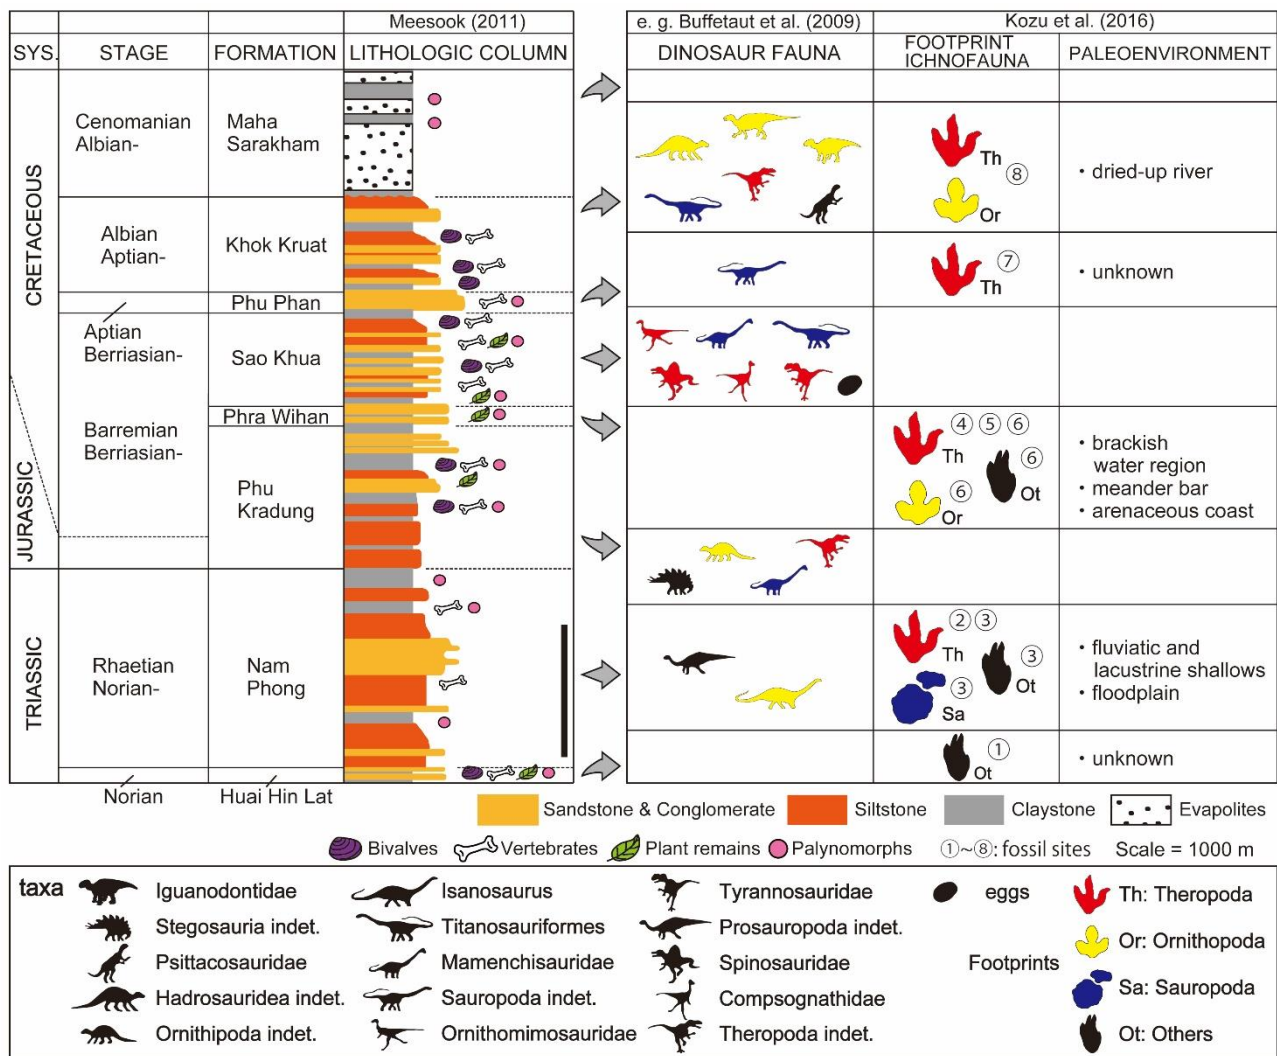 Meesook (2011)
e. g. Buffetaut et al. (2009)
Kozu et al. (2016)
SYS.
STAGE
FORMATION
LITHOLOGIC COLUMN
DINOSAUR FAUNA
FOOTPRINT
ICHNOFAUNA
PALEOENVIRONMENT
CRETACEOUS
JURASSIC
TRIASSIC
Cenomanian
Albian-
Maha
Sarakham
Albian
Aptian-
Khok Kruat
Phu Phan
Aptian
Berriasian-
Sao Khua
Phra Wihan
Barremian
Berriasian-
Phu
Kradung
Rhaetian
Norian-
Nam
Phong
Norian
Huai Hin Lat
Th
⑧
Or
• dried-up river
⑦
Th
• unknown
④ ⑤ ⑥
Th
⑥
Ot
⑥
Or
• brackish
water region
• meander bar
• arenaceous coast
② ③
Th
③
Ot
③
Sa
• fluviatic and
lacustrine shallows
• floodplain
①
Ot
• unknown
Sandstone & Conglomerate
Siltstone
Claystone
Evapolites
Bivalves
Vertebrates
Plant remains
Palynomorphs
①~⑧: fossil sites
Scale = 1000 m
taxa
Iguanodontidae
Stegosauria indet.
Psittacosauridae
Hadrosauridea indet.
Ornithipoda indet.
Isanosaurus
Titanosauriformes
Mamenchisauridae
Sauropoda indet.
Ornithomimosauridae
Tyrannosauridae
Prosauropoda indet.
Spinosauridae
Compsognathidae
Theropoda indet.
eggs
Footprints
Th: Theropoda
Or: Ornithopoda
Sa: Sauropoda
Ot: Others